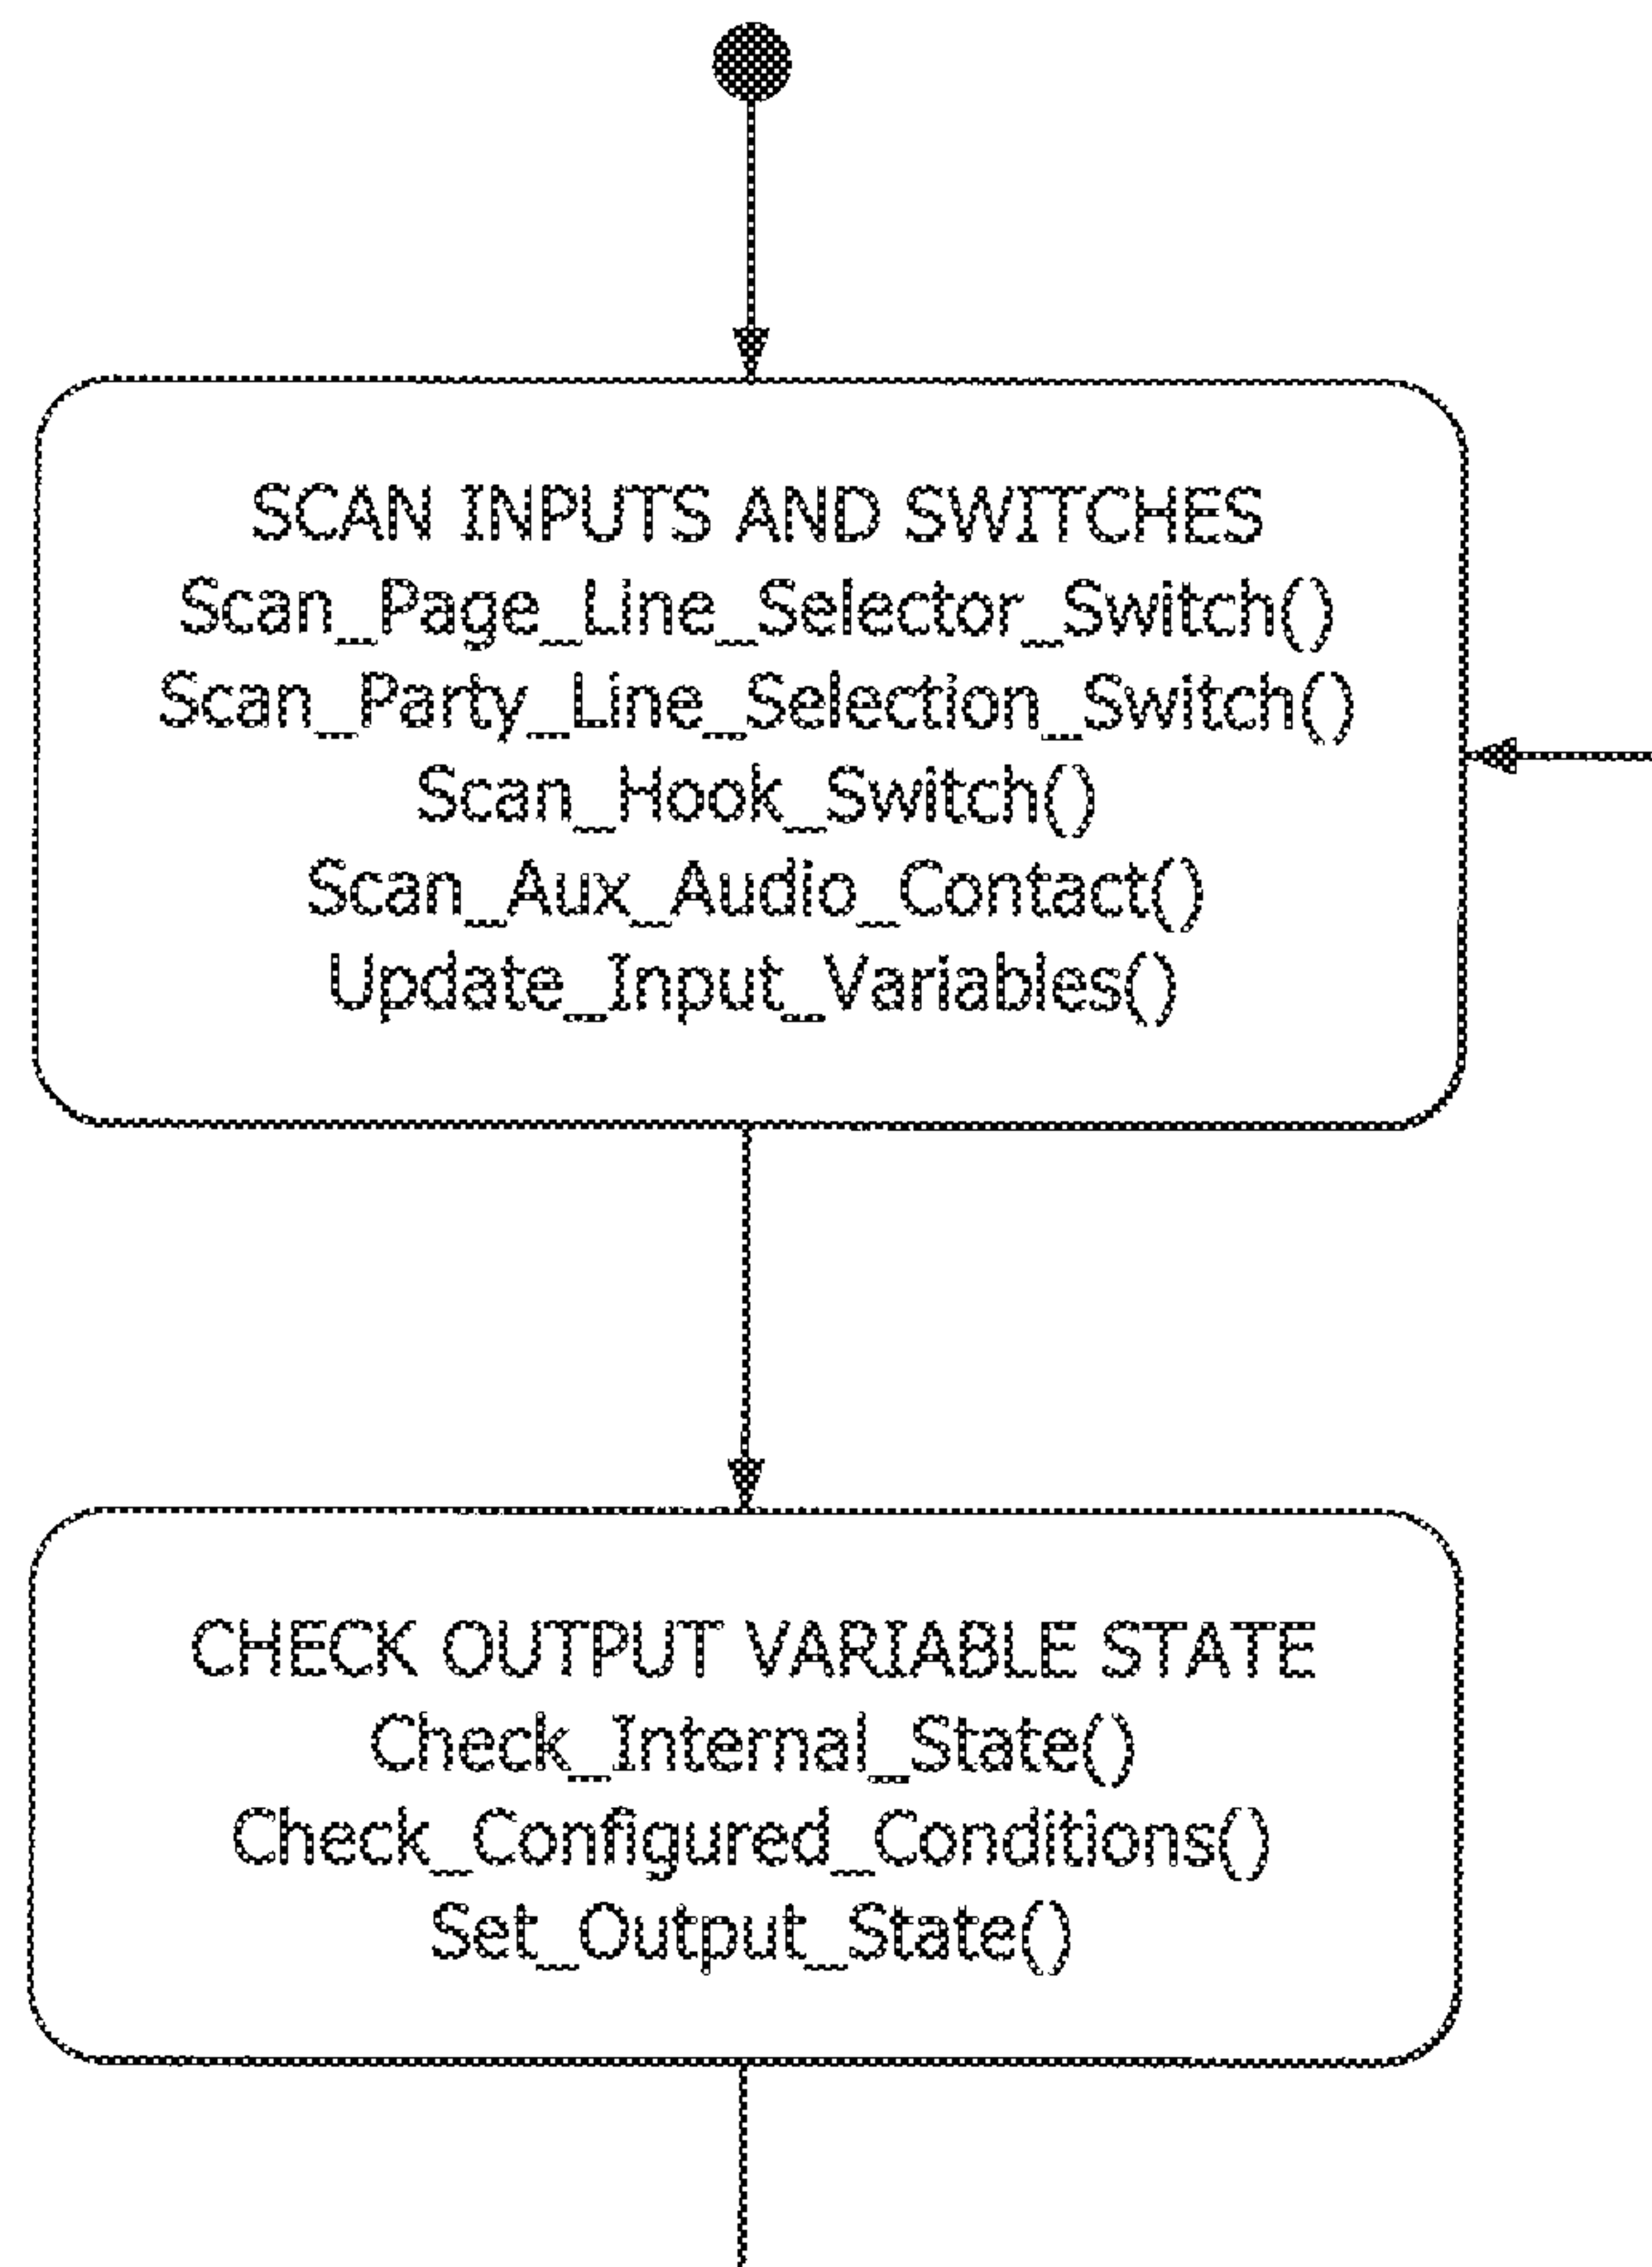 SCAN INPUTS AND SWITCHES
Scan_Page_Line_Selector_Switch()
Scan_Party_Line_Selection_Switch()
Scan_Hook_Switch()
Scan_Aux_Audio_Contact()
Update_Input_Variables()
CHECK OUTPUT VARIABLE STATE
Check_Internal_State()
Check_Configured_Conditions()
Set_Output_State()